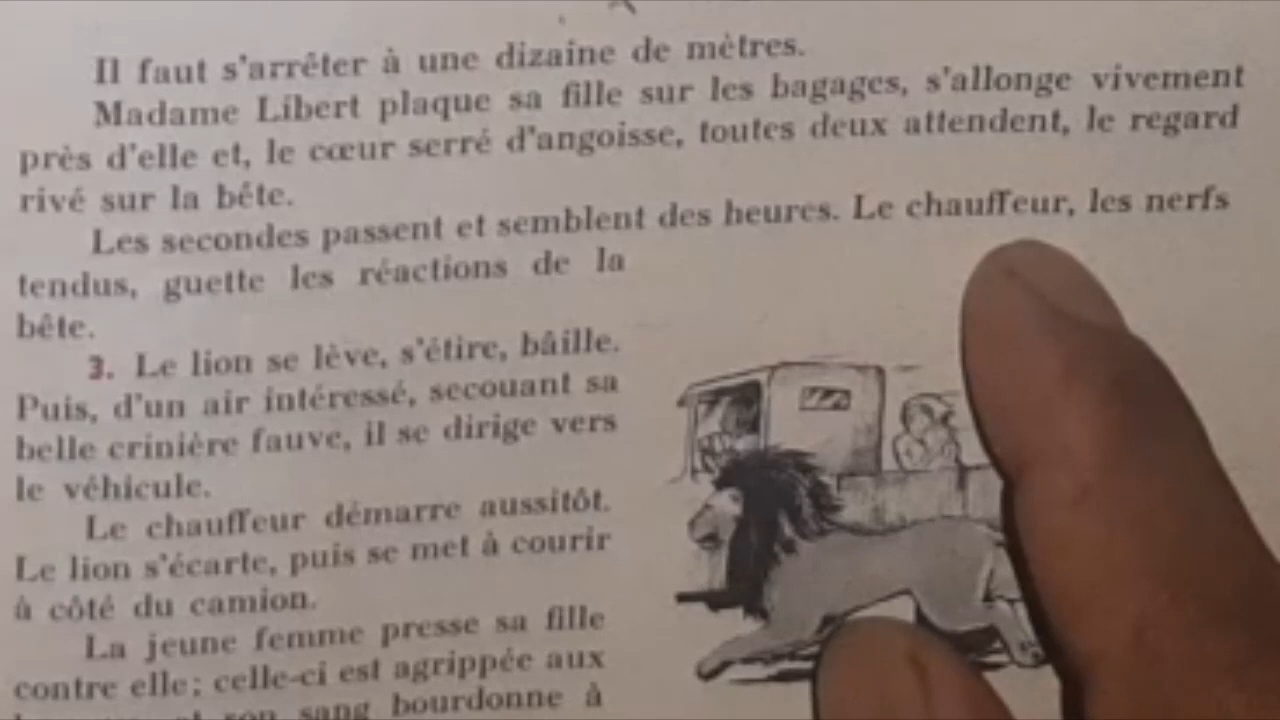 Il faut s'arrêter à une dizaine de mètres.
Madame Libert plaque sa fille sur les bagages, s'allonge vivement
près d'elle et, le cœur serré d'angoisse, toutes deux attendent, le regard
rivé sur la bête.
Les secondes passent et semblent des heures. Le chauffeur, les nerfs
tendus, guette les réactions de la
bête.
3. Le lion se lève, s'étire, bâille.
Puis, d'un air intéressé, secouant sa
belle crinière fauve, il se dirige vers
le véhicule.
Le chauffeur démarre aussitôt.
Le lion s'écarte, puis se met à courir
à côté du camion.
La jeune femme presse sa fille
contre elle; celle-ci est agrippée aux
son sang bourdonne à